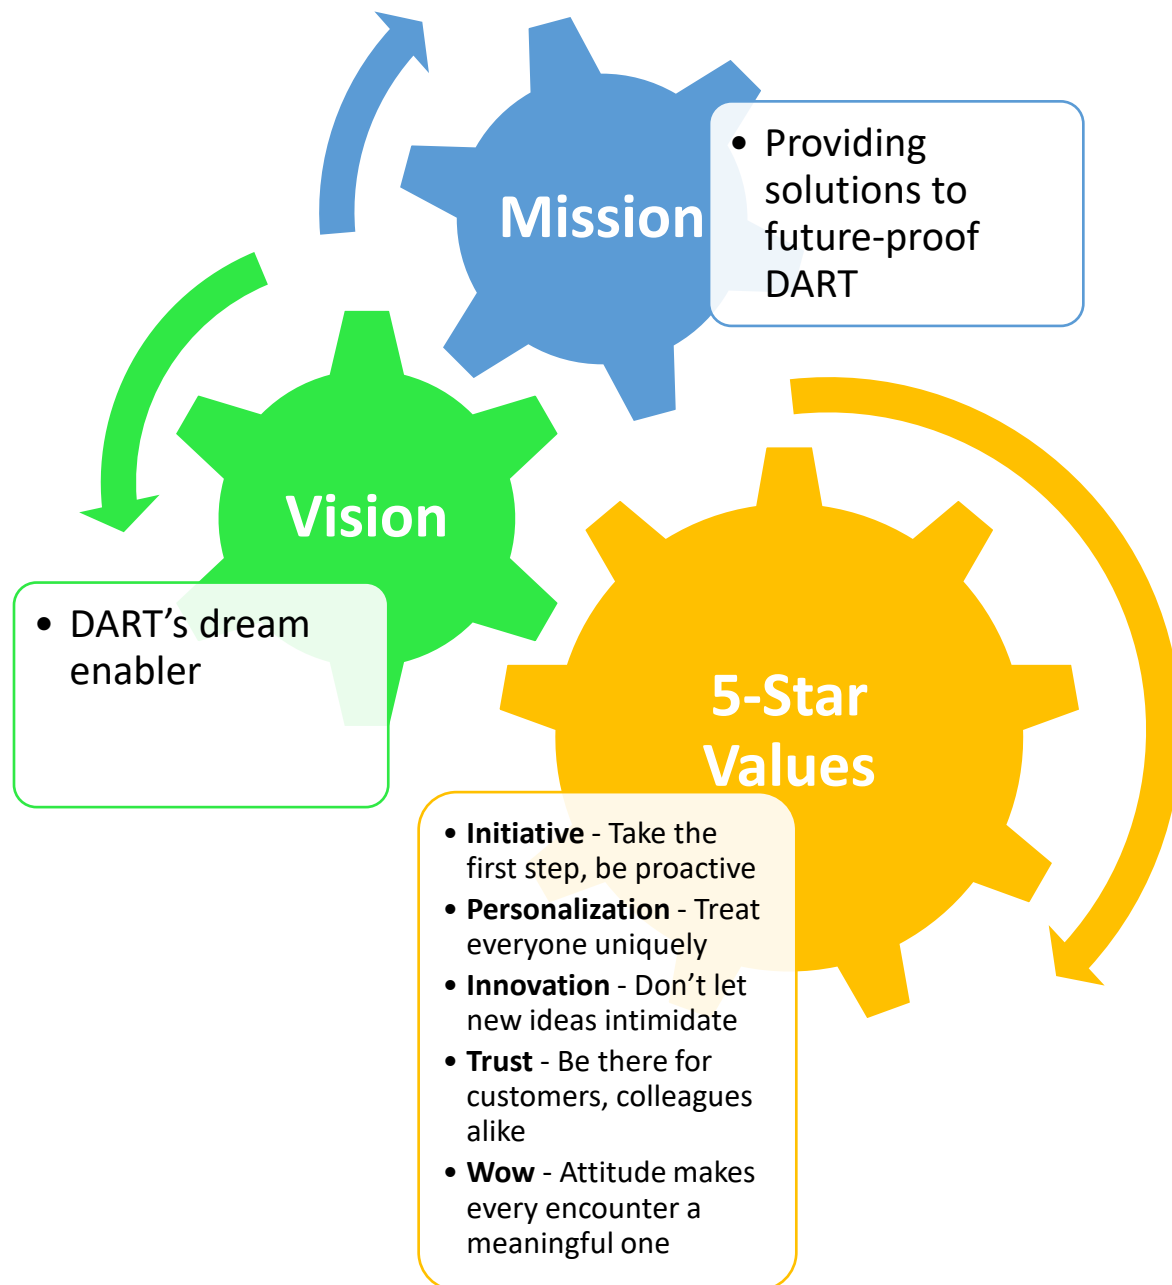 Mission
• Providing
solutions to
future-proof
DART
Vision
• DART’s dream
enabler
5-Star
Values
• Initiative - Take the
first step, be proactive
• Personalization - Treat
everyone uniquely
• Innovation - Don’t let
new ideas intimidate
• Trust - Be there for
customers, colleagues
alike
• Wow - Attitude makes
every encounter a
meaningful one